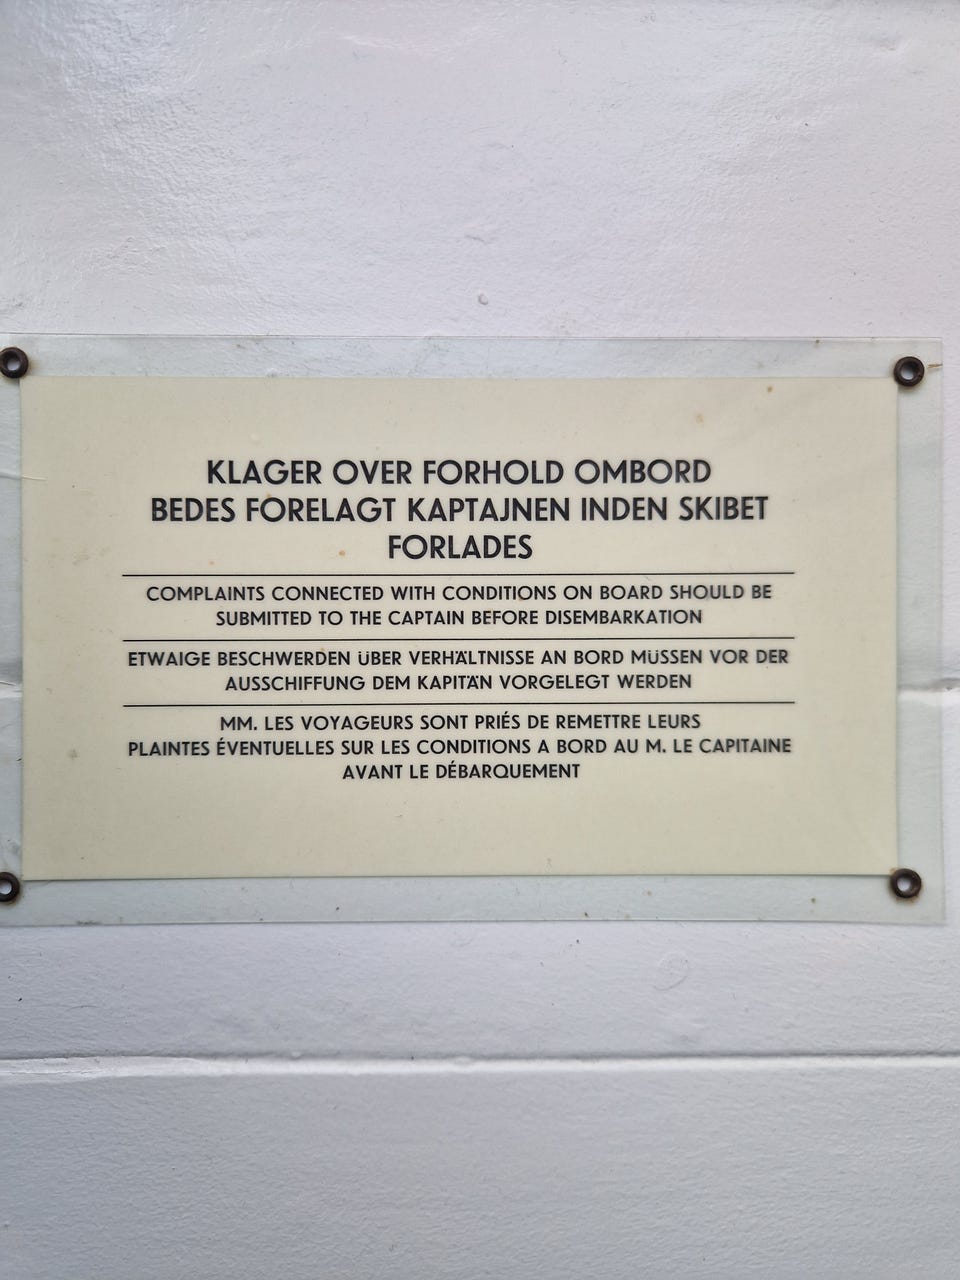 KLAGER OVER FORHOLD OMBORD
BEDES FORELAGT KAPTAJNEN INDEN SKIBET
FORLADES
COMPLAINTS CONNECTED WITH CONDITIONS ON BOARD SHOULD BE
SUBMITTED TO THE CAPTAIN BEFORE DISEMBARKATION
ETWAIGE BESCHWERDEN ÜBER VERHÄLTNISSE AN BORD MÜSSEN VOR DER
AUSSCHIFFUNG DEM KAPITÄN VORGELEGT WERDEN
MM. LES VOYAGEURS SONT PRIÉS DE REMETTRE LEURS
PLAINTES ÉVENTUELLES SUR LES CONDITIONS A BORD AU M. LE CAPITAINE
AVANT LE DÉBARQUEMENT